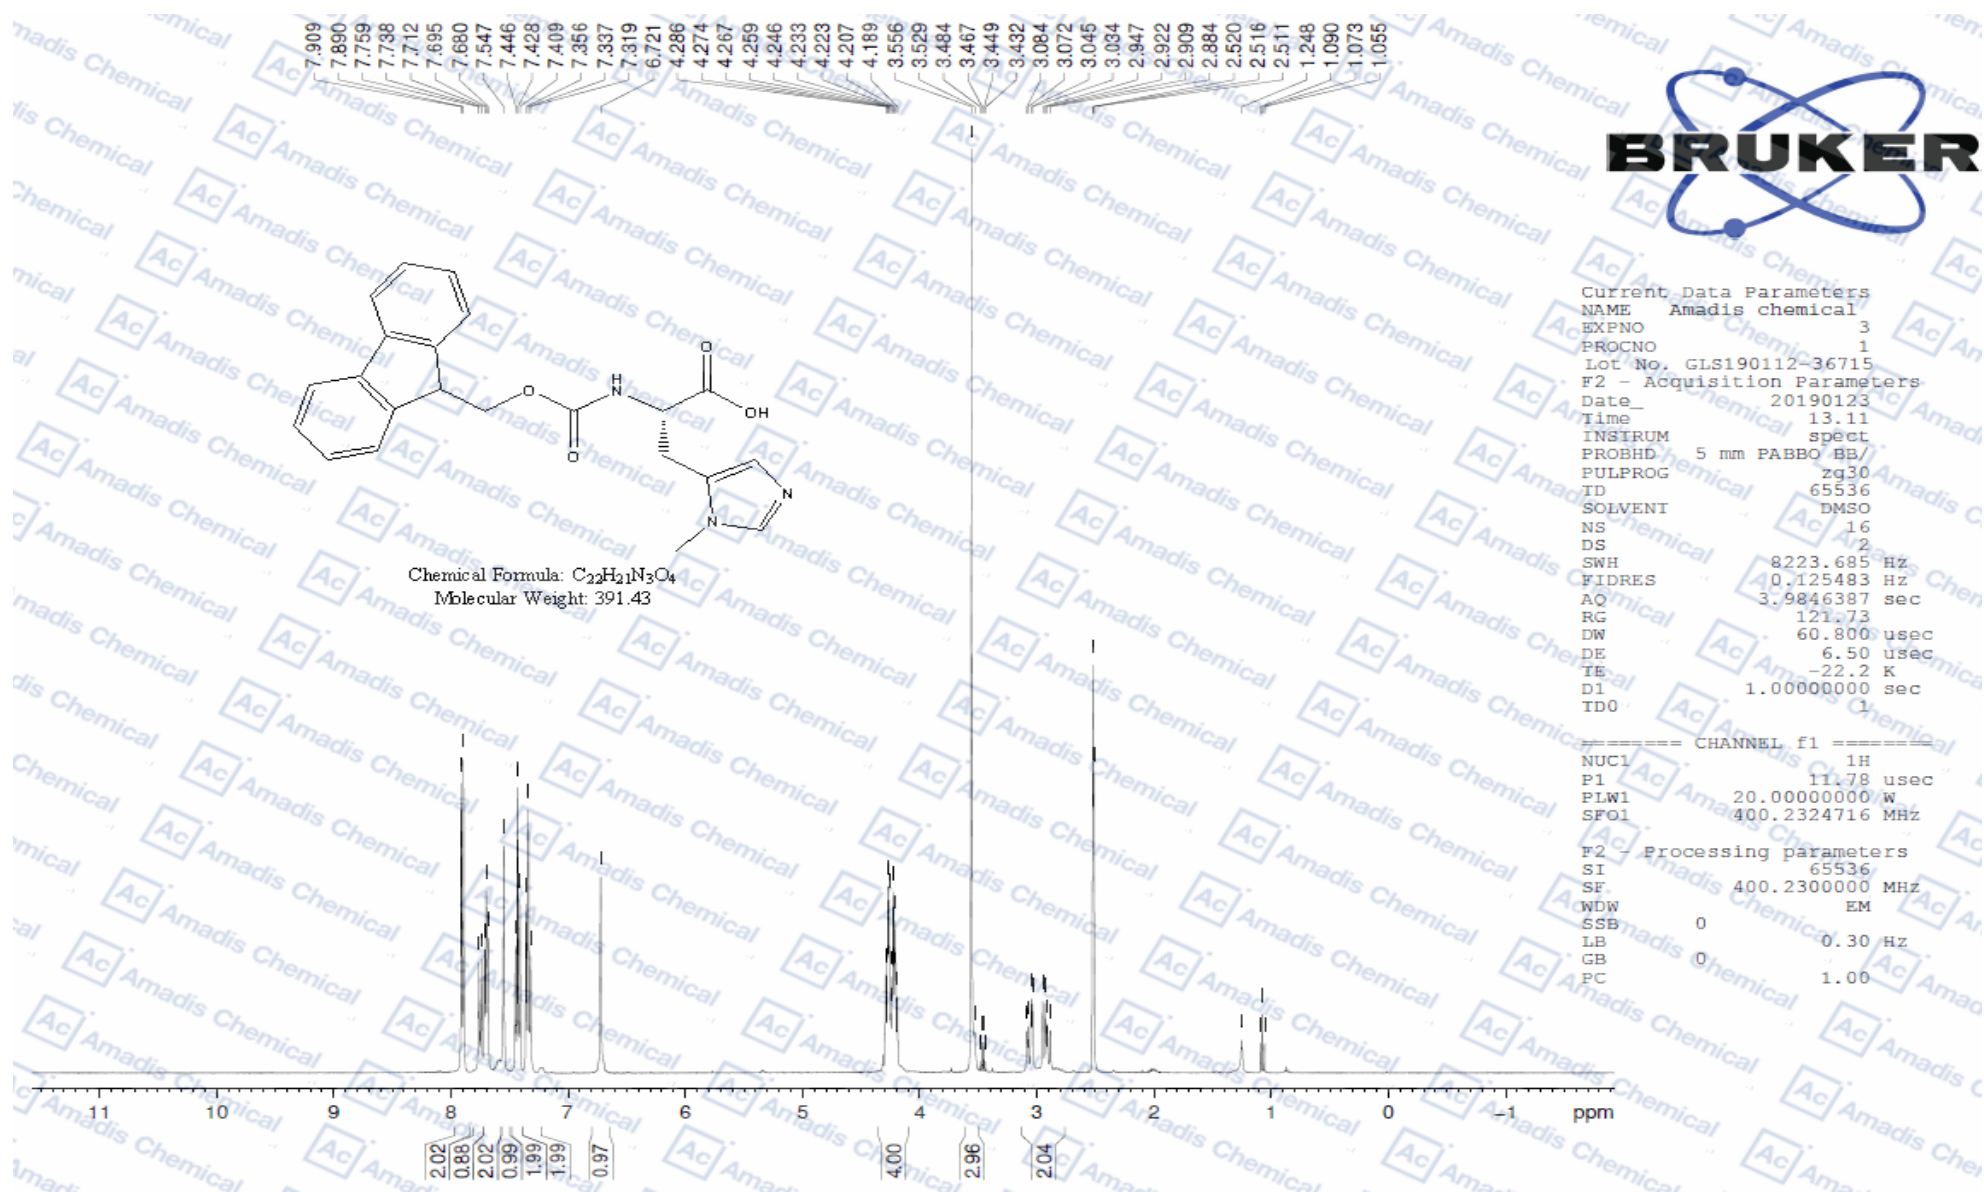 7.909
7.890
7.759
7.738
7.712
7.695
7.680
7.547
7.446
7.428
7.409
7.356
7.337
7.319
6.721
4.286
4.274
4.267
4.259
4.246
4.233
4.223
4.207
4.189
3.556
3.529
3.484
3.467
3.449
3.432
3.084
3.072
3.045
3.034
2.947
2.922
2.909
2.884
2.520
2.516
2.511
1.248
1.090
1.073
1.055
BRUKER
O
O
H
N
OH
O
N
N
Chemical Formula: C22H21N3O4
Molecular Weight: 391.43
Current Data Parameters
NAME Amadis chemical
EXPNO 3
PROCNO 1
Lot No. GLS190112-36715
F2 - Acquisition Parameters
Date_ 20190123
Time 13.11
INSTRUM spect
PROBHD 5 mm PABBO BB/
PULPROG zg30
TD 65536
SOLVENT DMSO
NS 16
DS 2
SWH 8223.685 Hz
FIDRES 0.125483 Hz
AQ 3.9846387 sec
RG 121.73
DW 60.800 usec
DE 6.50 usec
TE -22.2 K
D1 1.00000000 sec
TD0 1
======== CHANNEL f1 ========
NUC1 1H
P1 11.78 usec
PLW1 20.00000000 W
SFO1 400.2324716 MHz
F2 - Processing parameters
SI 65536
SF 400.2300000 MHz
WDW EM
SSB 0
LB 0.30 Hz
GB 0
PC 1.00
11 10 9 8 7 6 5 4 3 2 1 0 -1 ppm
2.02
0.88
2.02
0.99
1.99
1.99
0.97
4.00
2.96
2.04
Ac Amadis Chemical